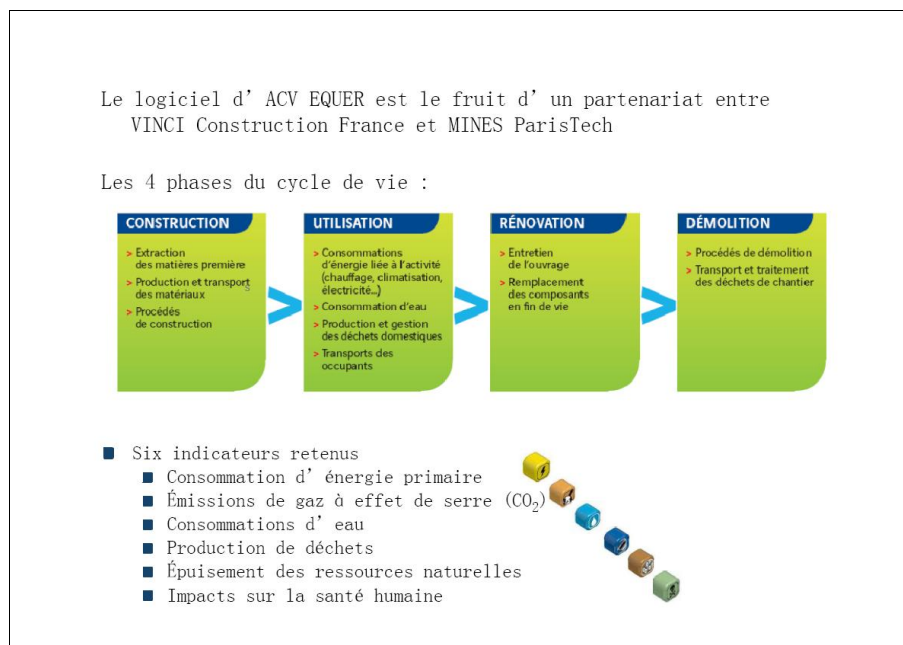 Le logiciel d’ ACV EQUER est le fruit d’ un partenariat entre
VINCI Construction France et MINES ParisTech
Les 4 phases du cycle de vie :
CONSTRUCTION
> Extraction
des matières première
> Production et transport
s
des matériaux
> Procédés
de construction
>
UTILISATION
> Consommations
d'énergie liée à l'activité
(chauffage, climatisation,
électricité...)
> Consommation d'eau
> Production et gestion
des déchets domestiques
> Transports des
occupants
>
RÉNOVATION
> Entretien
de l'ouvrage
> Remplacement
des composants
en fin de vie
>
DÉMOLITION
> Procédés de démolition
> Transport et traitement
des déchets de chantier
■ Six indicateurs retenus
■ Consommation d’ énergie primaire
■ Émissions de gaz à effet de serre (CO₂)
■ Consommations d’ eau
■ Production de déchets
■ Épuisement des ressources naturelles
■ Impacts sur la santé humaine